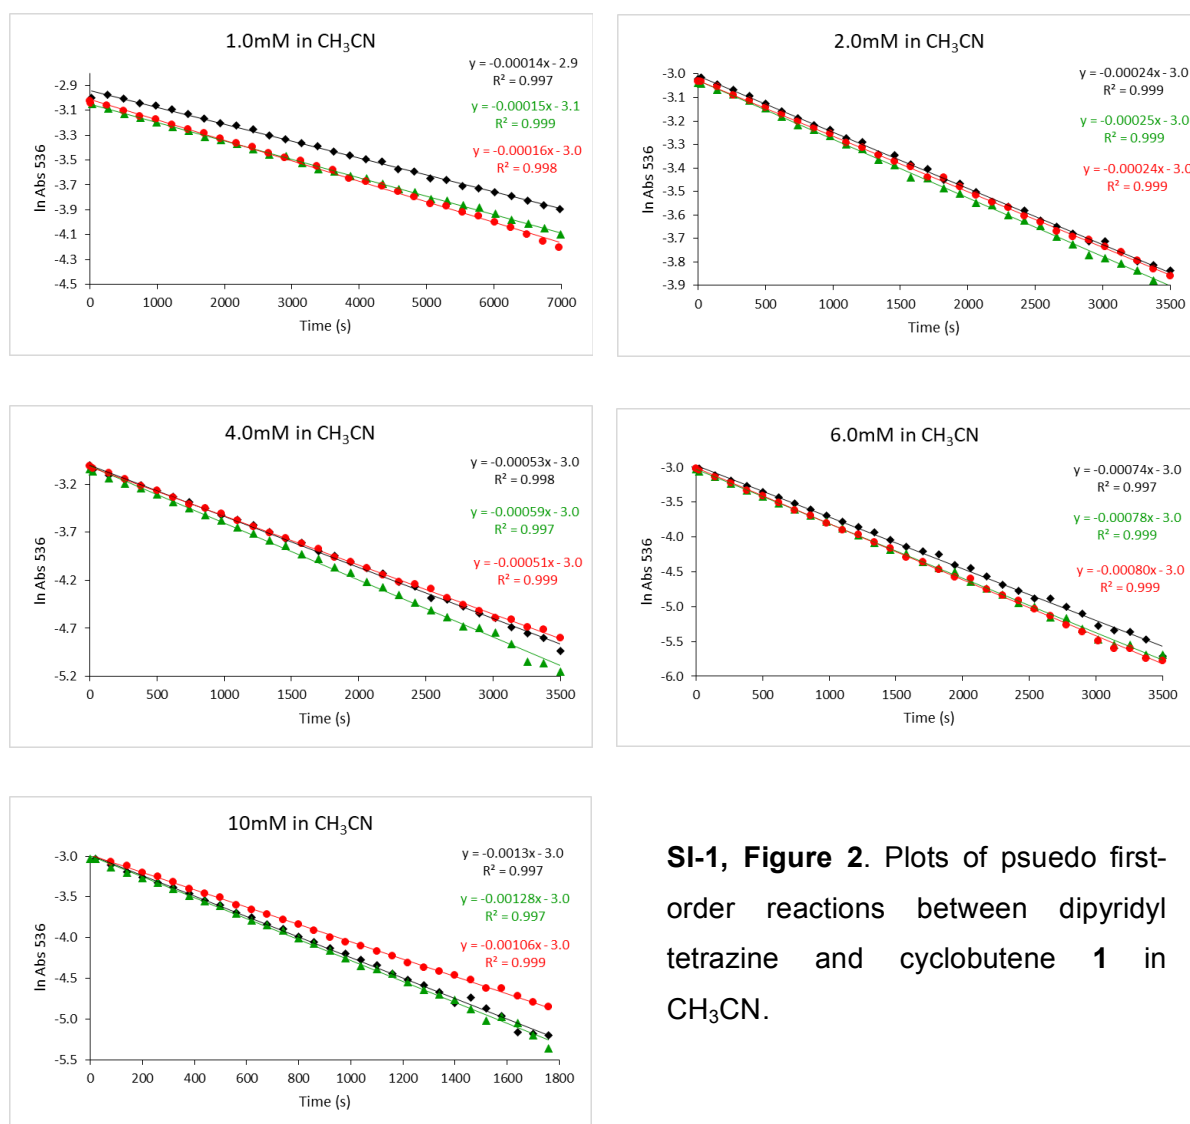 1.0mM in CH₃CN
y = -0.00014x - 2.9
R² = 0.997
y = -0.00015x - 3.1
R² = 0.999
y = -0.00016x - 3.0
R² = 0.998
-2.9
-3.1
-3.3
-3.5
-3.7
-3.9
-4.1
-4.3
-4.5
ln Abs 536
0 1000 2000 3000 4000 5000 6000 7000
Time (s)
2.0mM in CH₃CN
y = -0.00024x - 3.0
R² = 0.999
y = -0.00025x - 3.0
R² = 0.999
y = -0.00024x - 3.0
R² = 0.999
-3.0
-3.1
-3.2
-3.3
-3.4
-3.5
-3.6
-3.7
-3.8
-3.9
ln Abs 536
0 500 1000 1500 2000 2500 3000 3500
Time (s)
4.0mM in CH₃CN
y = -0.00053x - 3.0
R² = 0.998
y = -0.00059x - 3.0
R² = 0.997
y = -0.00051x - 3.0
R² = 0.999
-3.2
-3.7
-4.2
-4.7
-5.2
ln Abs 536
0 500 1000 1500 2000 2500 3000 3500
Time (s)
6.0mM in CH₃CN
y = -0.00074x - 3.0
R² = 0.997
y = -0.00078x - 3.0
R² = 0.999
y = -0.00080x - 3.0
R² = 0.999
-3.0
-3.5
-4.0
-4.5
-5.0
-5.5
-6.0
ln Abs 536
0 500 1000 1500 2000 2500 3000 3500
Time (s)
10mM in CH₃CN
y = -0.0013x - 3.0
R² = 0.997
y = -0.00128x - 3.0
R² = 0.997
y = -0.00106x - 3.0
R² = 0.999
-3.0
-3.5
-4.0
-4.5
-5.0
-5.5
ln Abs 536
0 200 400 600 800 1000 1200 1400 1600 1800
Time (s)
SI-1, Figure 2. Plots of psuedo first-
order reactions between dipyridyl
tetrazine and cyclobutene 1 in
CH₃CN.